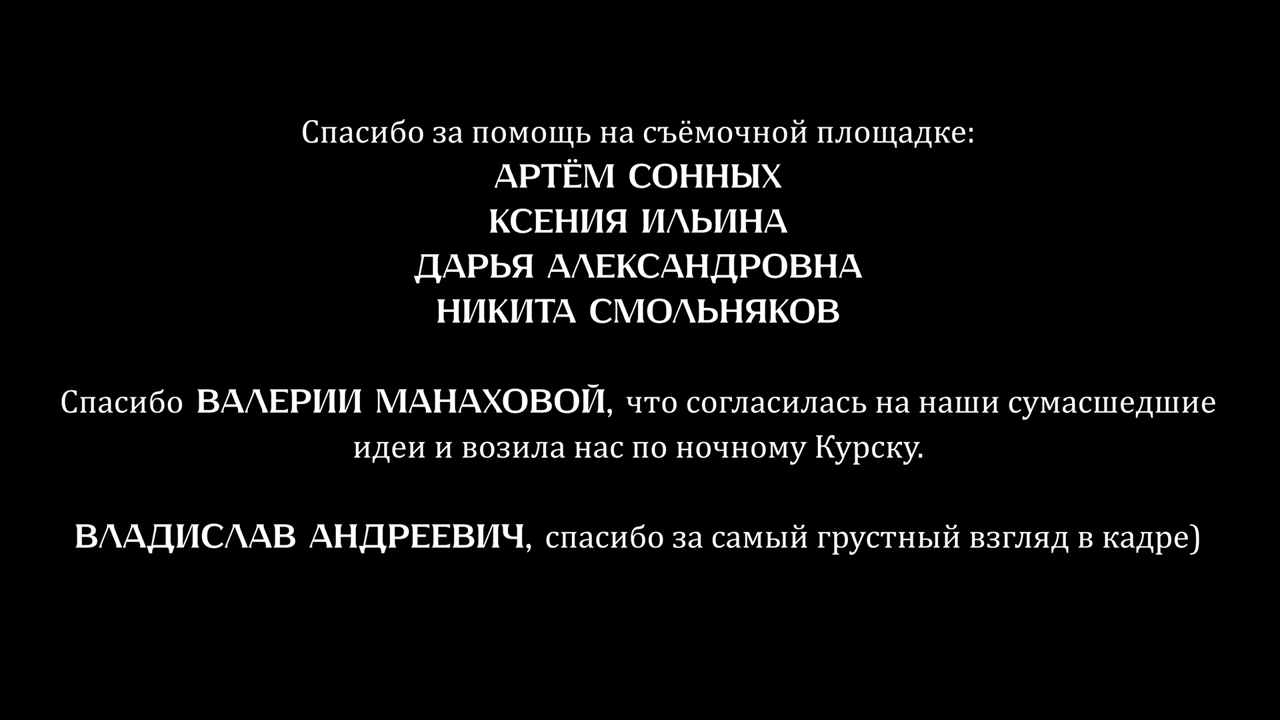 Спасибо за помощь на съёмочной площадке:
АРТЁМ СОННЫХ
КСЕНИЯ ИЛЬИНА
ДАРЬЯ АЛЕКСАНДРОВНА
НИКИТА СМОЛЬНЯКОВ
Спасибо ВАЛЕРИИ МАНАХОВОЙ, что согласилась на наши сумасшедшие
идеи и возила нас по ночному Курску.
ВЛАДИСЛАВ АНДРЕЕВИЧ, спасибо за самый грустный взгляд в кадре)